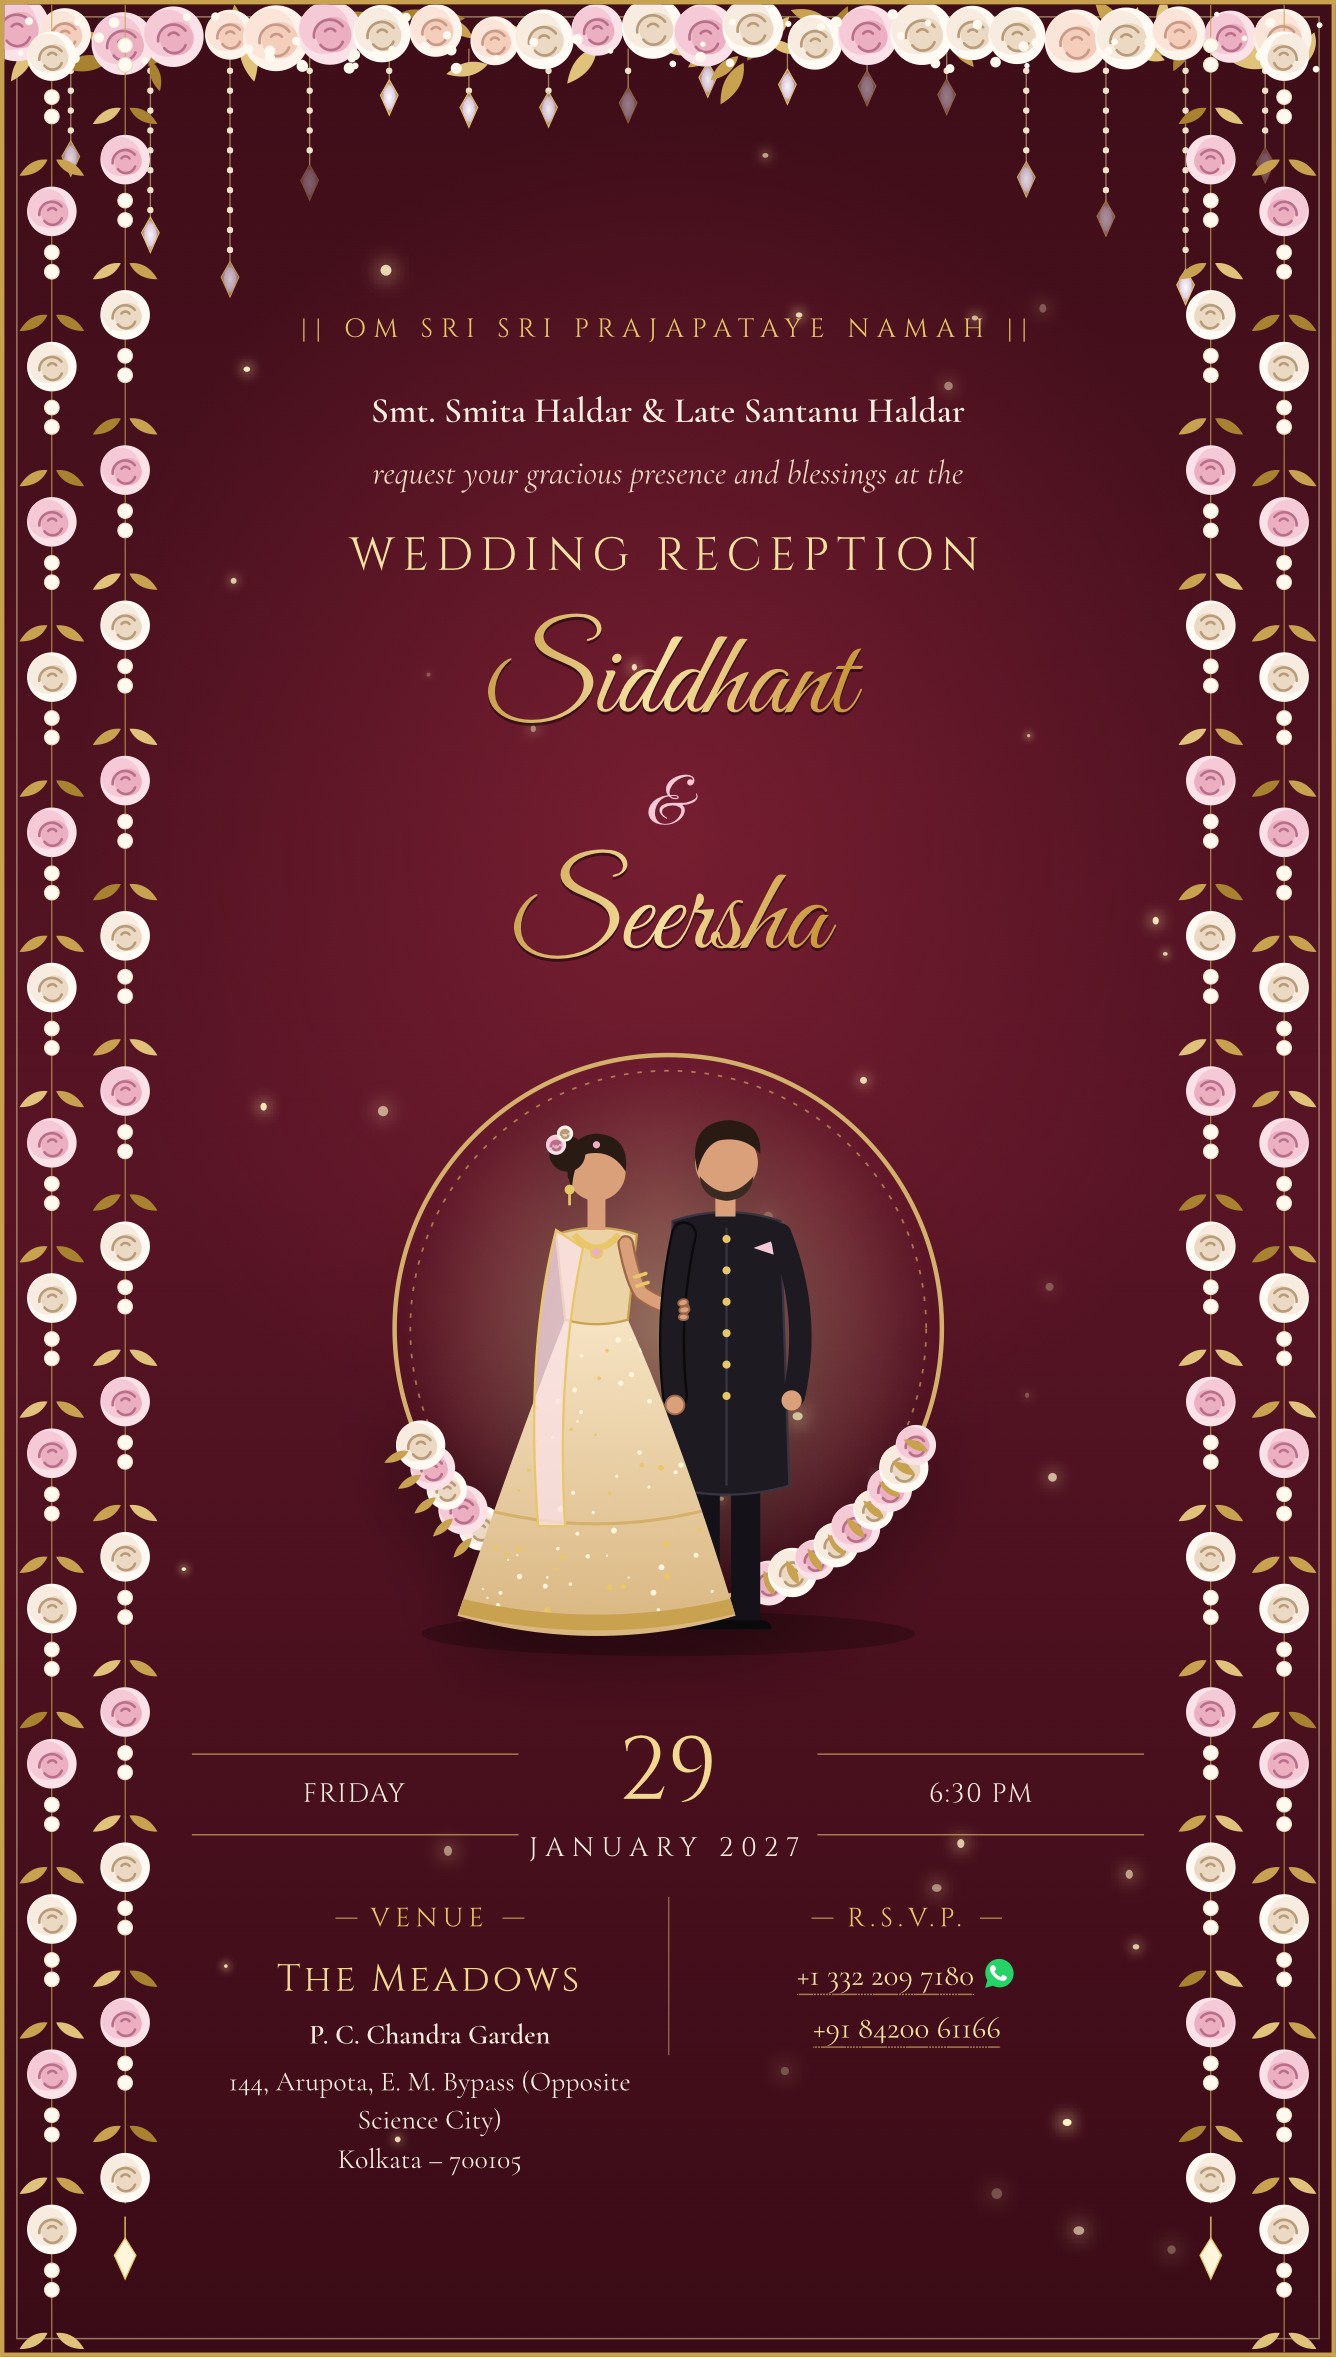 || OM SRI SRI PRAJAPATAYE NAMAH ||
Smt. Smita Haldar & Late Santanu Haldar
request your gracious presence and blessings at the
WEDDING RECEPTION
Siddhant
&
Seersha
FRIDAY
29
JANUARY 2027
6:30 PM
— VENUE —
The Meadows
P. C. Chandra Garden
144, Arupota, E. M. Bypass (Opposite
Science City)
Kolkata – 700105
— R.S.V.P. —
+1 332 209 7180
+91 84200 61166